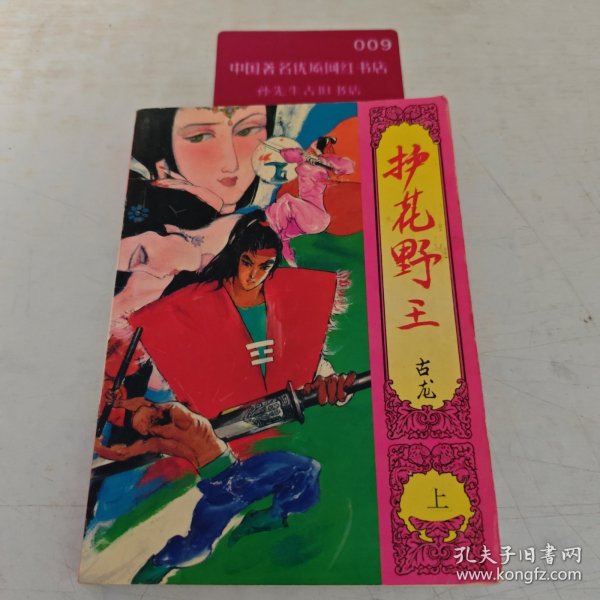 009
中国著名优质网红书店
孙先生古旧书店
护花野王
古龙
上
孔夫子旧书网
www.kongfz.com